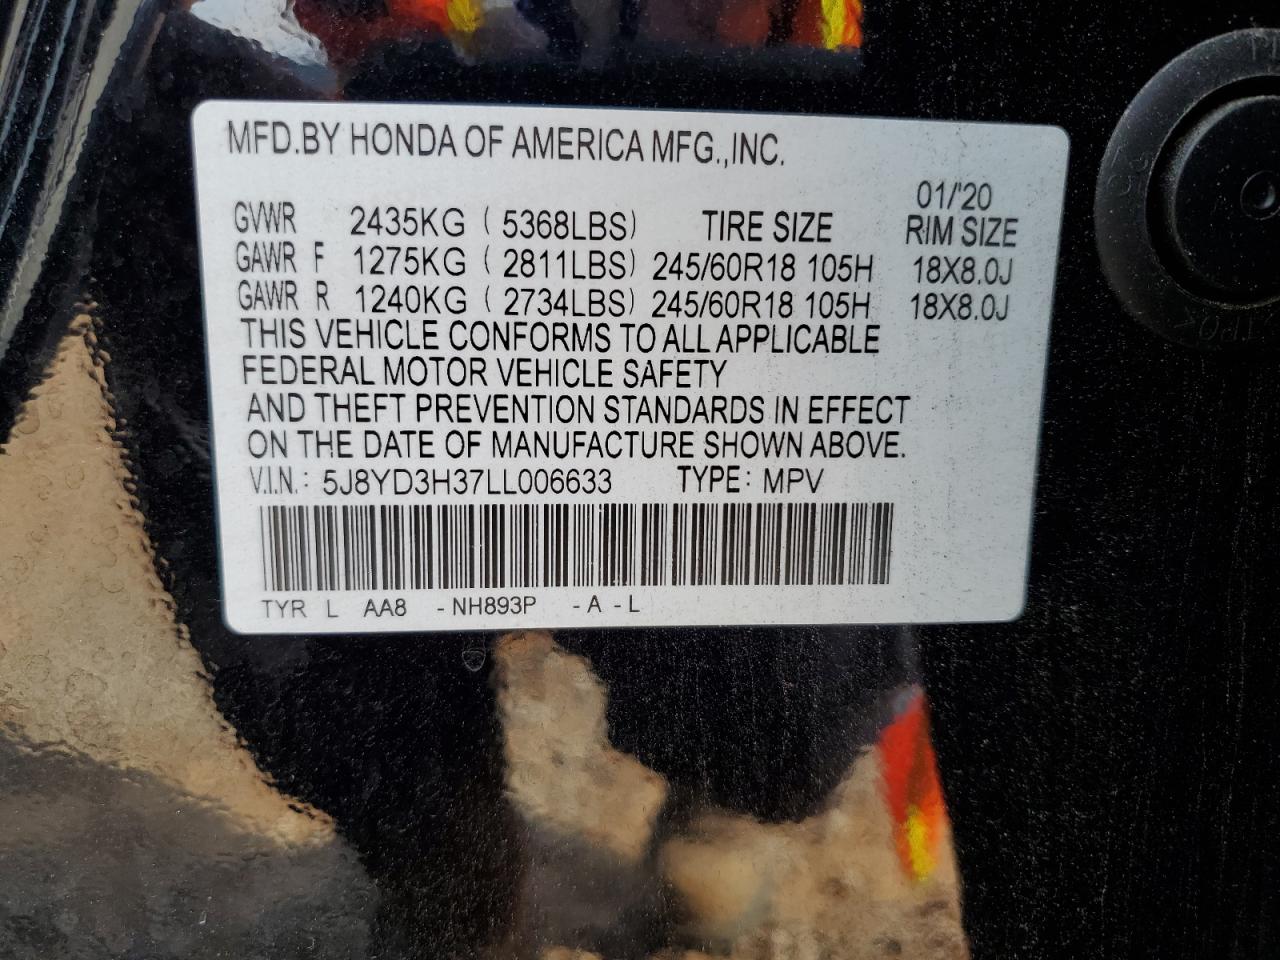 MFD.BY HONDA OF AMERICA MFG.,INC.
01/'20
GVWR 2435KG ( 5368LBS) TIRE SIZE RIM SIZE
GAWR F 1275KG ( 2811LBS) 245/60R18 105H 18X8.0J
GAWR R 1240KG ( 2734LBS) 245/60R18 105H 18X8.0J
THIS VEHICLE CONFORMS TO ALL APPLICABLE
FEDERAL MOTOR VEHICLE SAFETY
AND THEFT PREVENTION STANDARDS IN EFFECT
ON THE DATE OF MANUFACTURE SHOWN ABOVE.
V.I.N.: 5J8YD3H37LL006633 TYPE: MPV
TYR L AA8 -NH893P -A -L